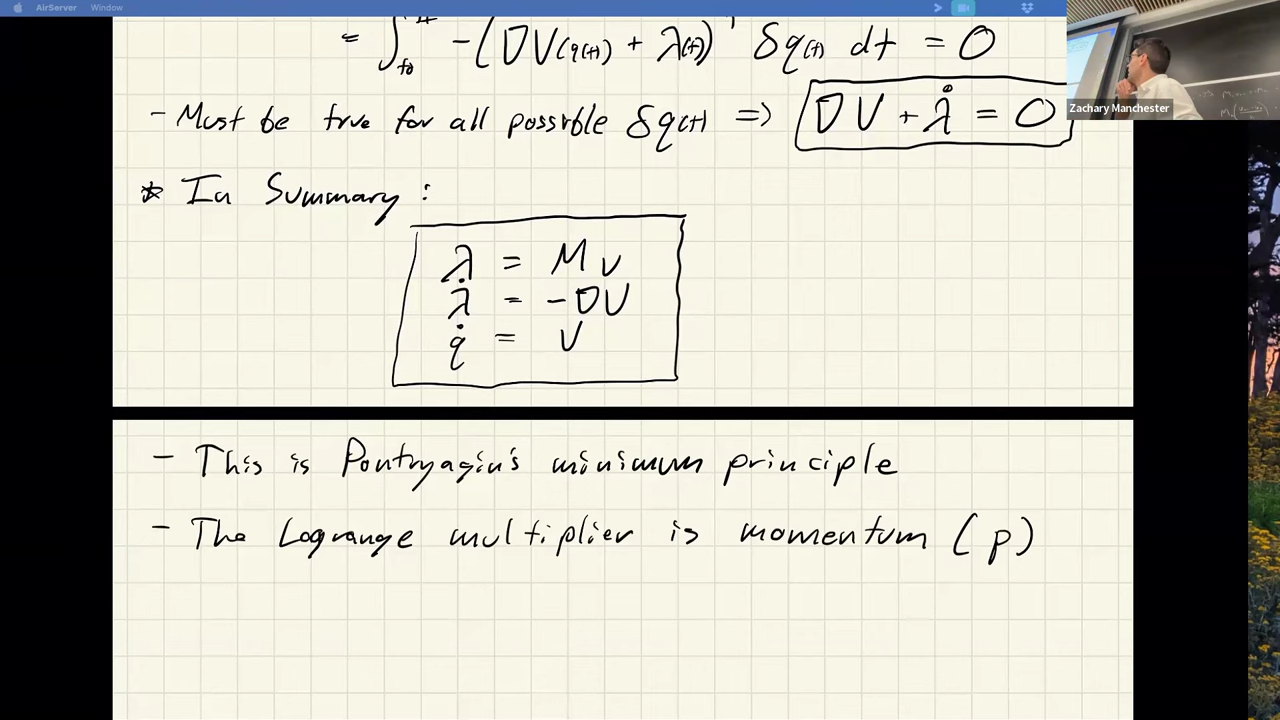 AirServer Window
= ∫_{t0} -(∇V(q(t)) + λ̇(t))ᵀ δq(t) dt = 0
- Must be true for all possible δq(t) => ∇V + λ̇ = 0
Zachary Manchester
* In Summary:
λ = Mv
λ̇ = -∇V
q̇ = v
- This is Pontryagin's minimum principle
- The Lagrange multiplier is momentum (p)